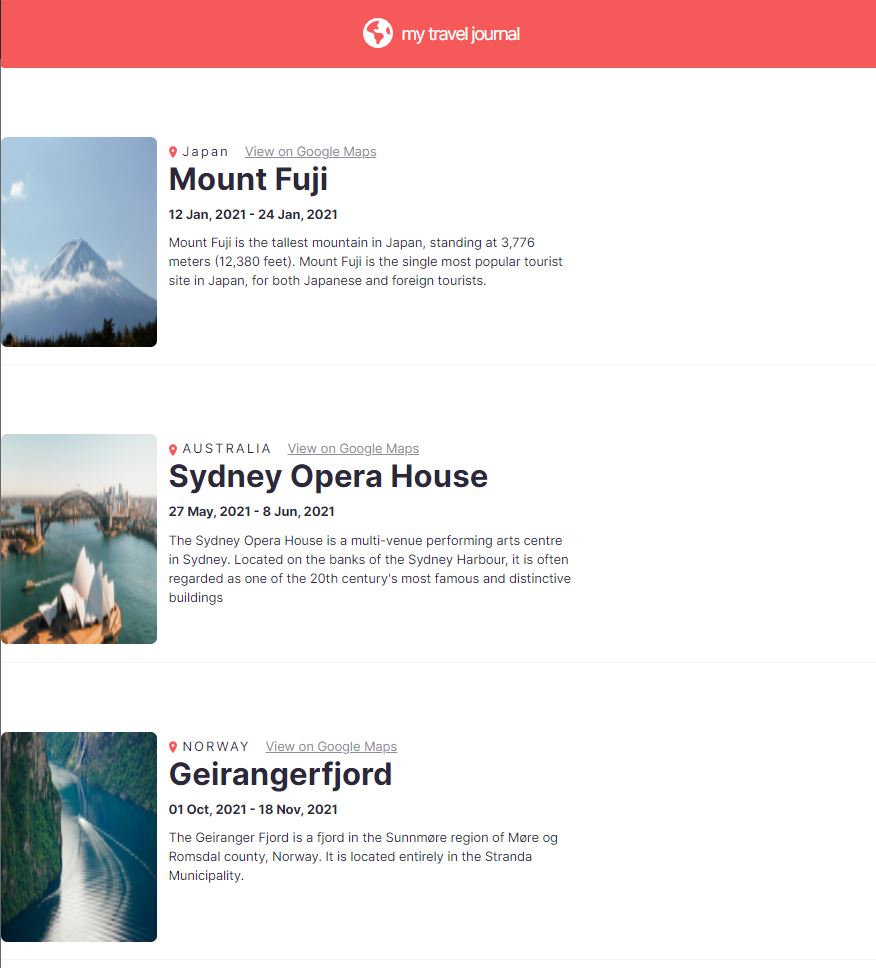 my travel journal
Japan View on Google Maps
Mount Fuji
12 Jan, 2021 - 24 Jan, 2021
Mount Fuji is the tallest mountain in Japan, standing at 3,776
meters (12,380 feet). Mount Fuji is the single most popular tourist
site in Japan, for both Japanese and foreign tourists.
AUSTRALIA View on Google Maps
Sydney Opera House
27 May, 2021 - 8 Jun, 2021
The Sydney Opera House is a multi-venue performing arts centre
in Sydney. Located on the banks of the Sydney Harbour, it is often
regarded as one of the 20th century's most famous and distinctive
buildings
NORWAY View on Google Maps
Geirangerfjord
01 Oct, 2021 - 18 Nov, 2021
The Geiranger Fjord is a fjord in the Sunnmøre region of Møre og
Romsdal county, Norway. It is located entirely in the Stranda
Municipality.